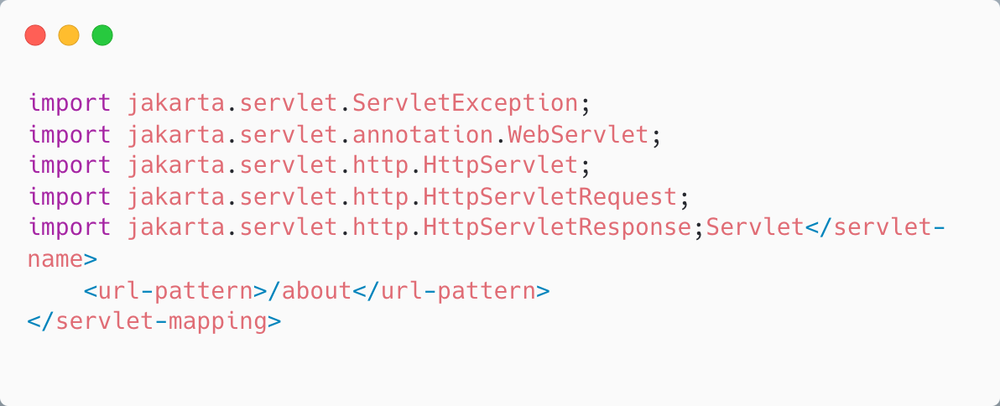 import jakarta.servlet.ServletException;
import jakarta.servlet.annotation.WebServlet;
import jakarta.servlet.http.HttpServlet;
import jakarta.servlet.http.HttpServletRequest;
import jakarta.servlet.http.HttpServletResponse;Servlet</servlet-
name>
    <url-pattern>/about</url-pattern>
</servlet-mapping>